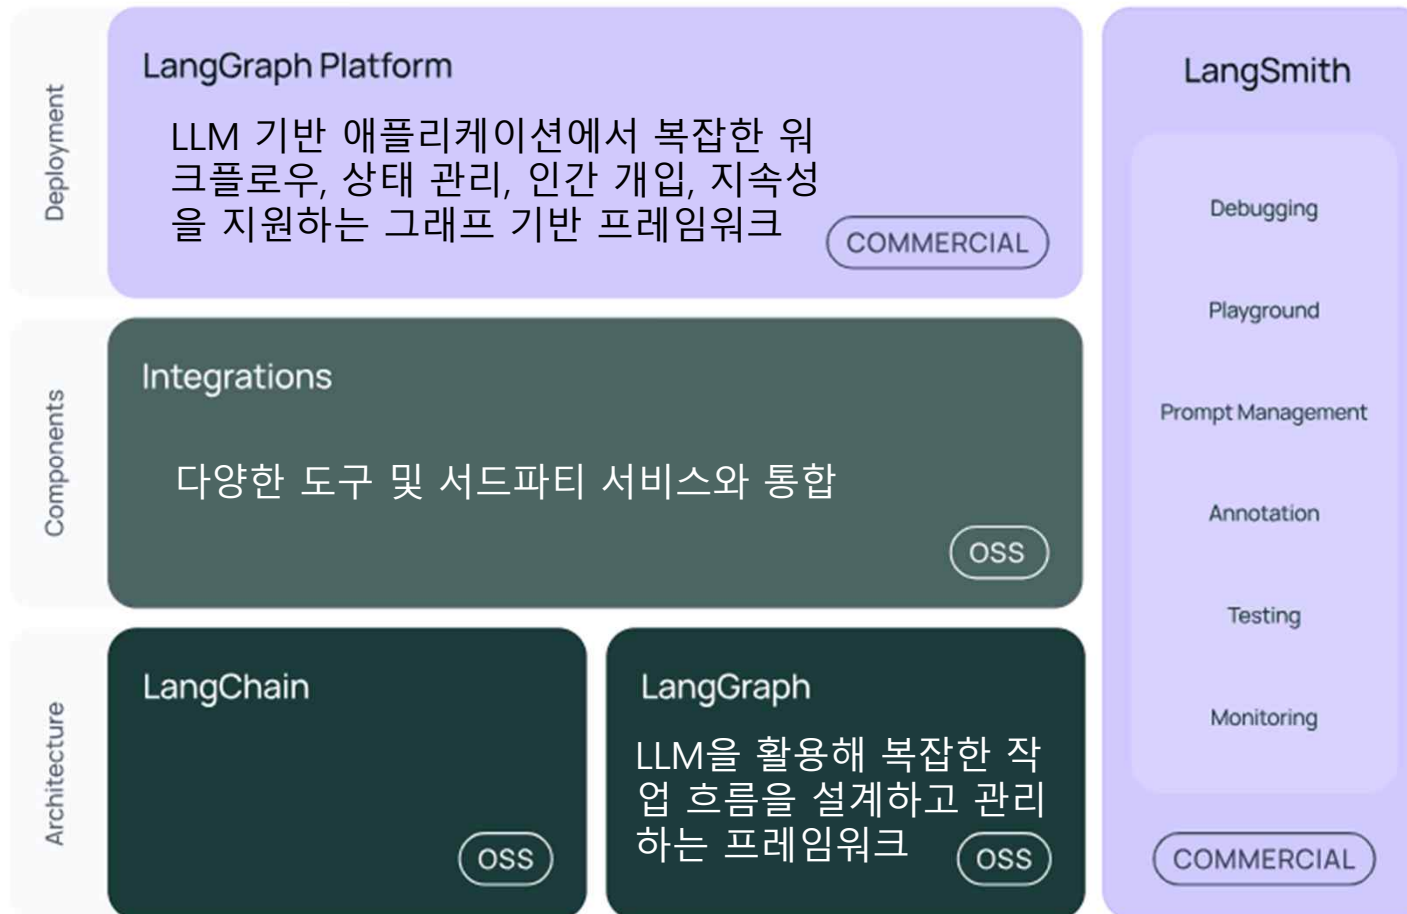 Deployment
LangGraph Platform
LLM 기반 애플리케이션에서 복잡한 워
크플로우, 상태 관리, 인간 개입, 지속성
을 지원하는 그래프 기반 프레임워크
COMMERCIAL
Components
Integrations
다양한 도구 및 서드파티 서비스와 통합
OSS
Architecture
LangChain
OSS
LangGraph
LLM을 활용해 복잡한 작
업 흐름을 설계하고 관리
하는 프레임워크
OSS
LangSmith
Debugging
Playground
Prompt Management
Annotation
Testing
Monitoring
COMMERCIAL